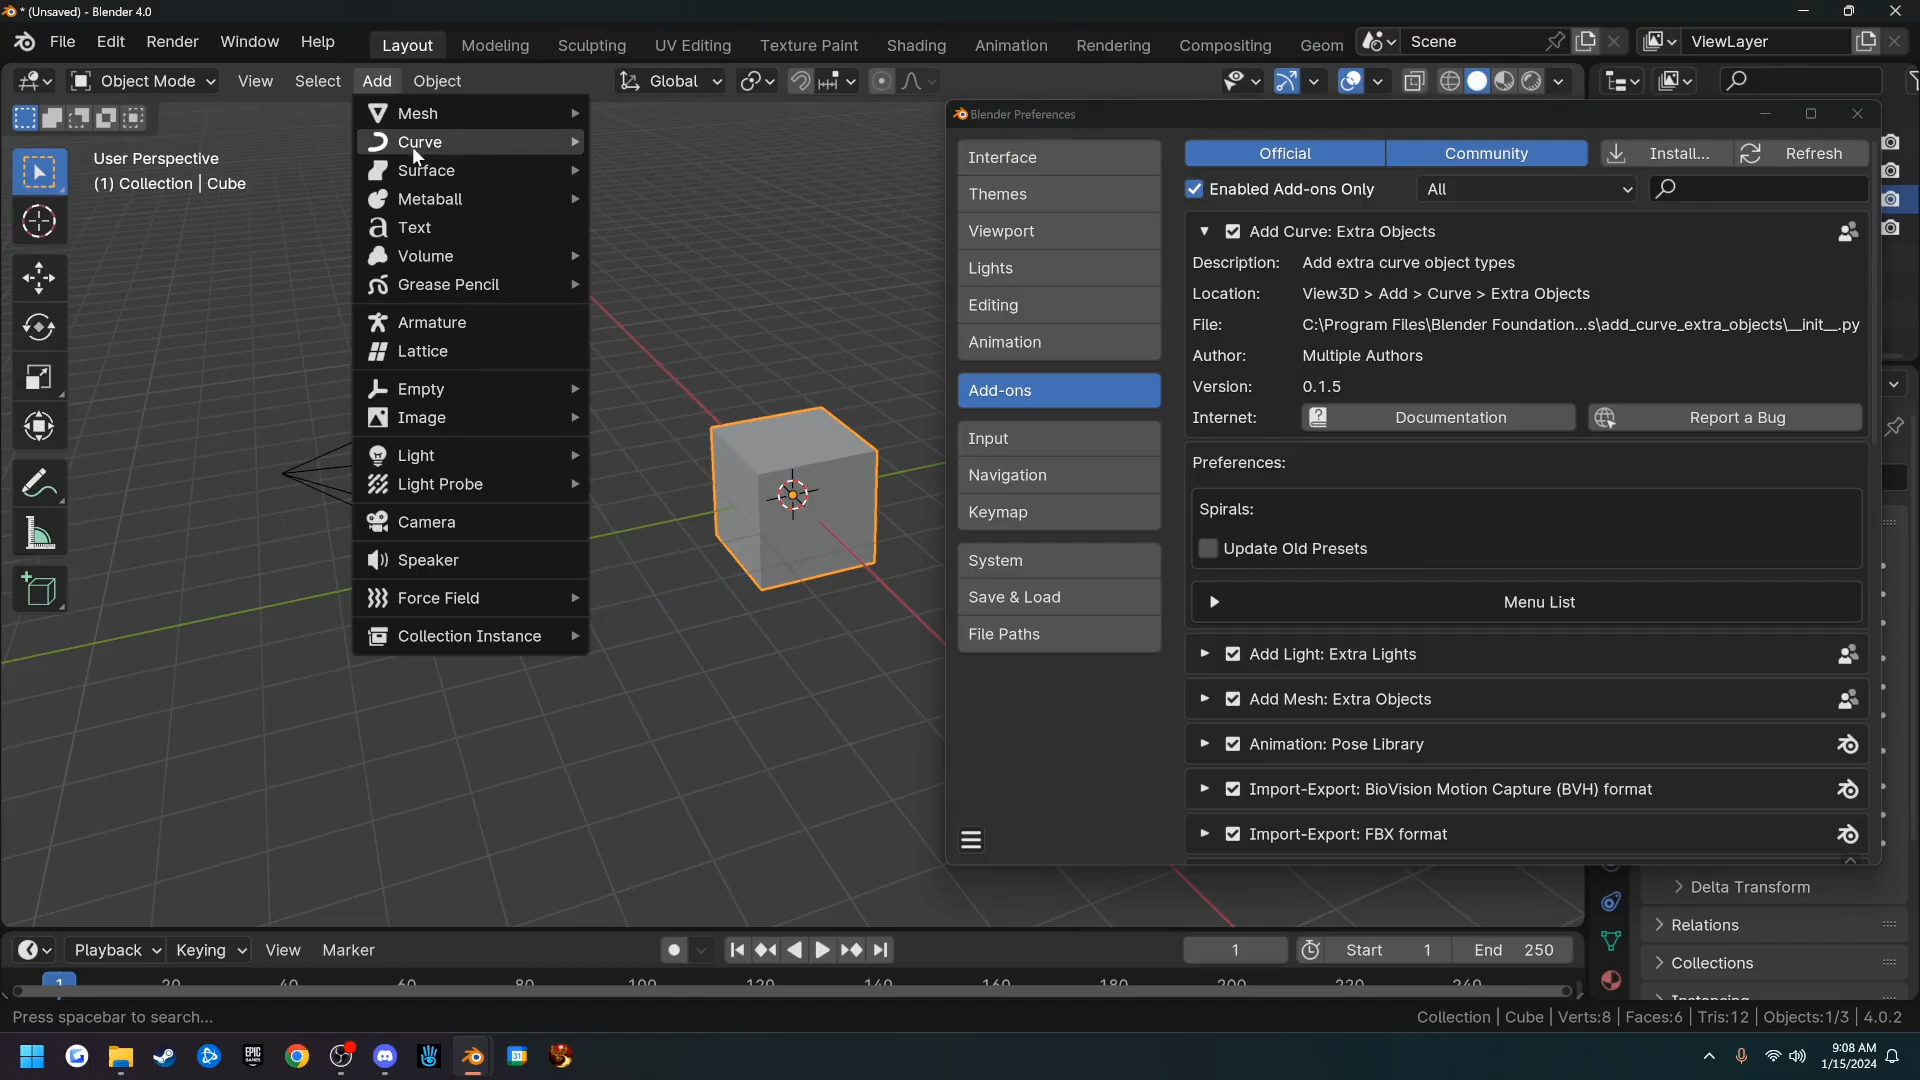 * (Unsaved) - Blender 4.0
File Edit Render Window Help
Layout Modeling Sculpting UV Editing Texture Paint Shading Animation Rendering Compositing Geom
Scene
ViewLayer
Object Mode View Select Add Object
Global
User Perspective
(1) Collection | Cube
Mesh
Curve
Surface
Metaball
Text
Volume
Grease Pencil
Armature
Lattice
Empty
Image
Light
Light Probe
Camera
Speaker
Force Field
Collection Instance
Blender Preferences
Interface
Themes
Viewport
Lights
Editing
Animation
Add-ons
Input
Navigation
Keymap
System
Save & Load
File Paths
Official Community Install... Refresh
Enabled Add-ons Only All
Add Curve: Extra Objects
Description: Add extra curve object types
Location: View3D > Add > Curve > Extra Objects
File: C:\Program Files\Blender Foundation...s\add_curve_extra_objects\__init__.py
Author: Multiple Authors
Version: 0.1.5
Internet: Documentation Report a Bug
Preferences:
Spirals:
Update Old Presets
Menu List
Add Light: Extra Lights
Add Mesh: Extra Objects
Animation: Pose Library
Import-Export: BioVision Motion Capture (BVH) format
Import-Export: FBX format
Delta Transform
Relations
Collections
Instancing
Playback Keying View Marker
1 Start 1 End 250
1 20 40 60 80 100 120 140 160 180 200 220 240
Press spacebar to search...
Collection | Cube | Verts:8 | Faces:6 | Tris:12 | Objects:1/3 | 4.0.2
EPIC GAMES
31
9:08 AM
1/15/2024